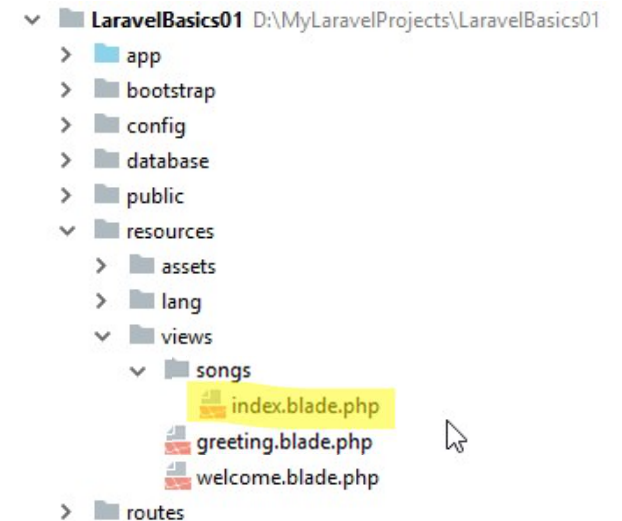 LaravelBasics01 D:\MyLaravelProjects\LaravelBasics01
app
bootstrap
config
database
public
resources
assets
lang
views
songs
index.blade.php
greeting.blade.php
welcome.blade.php
routes